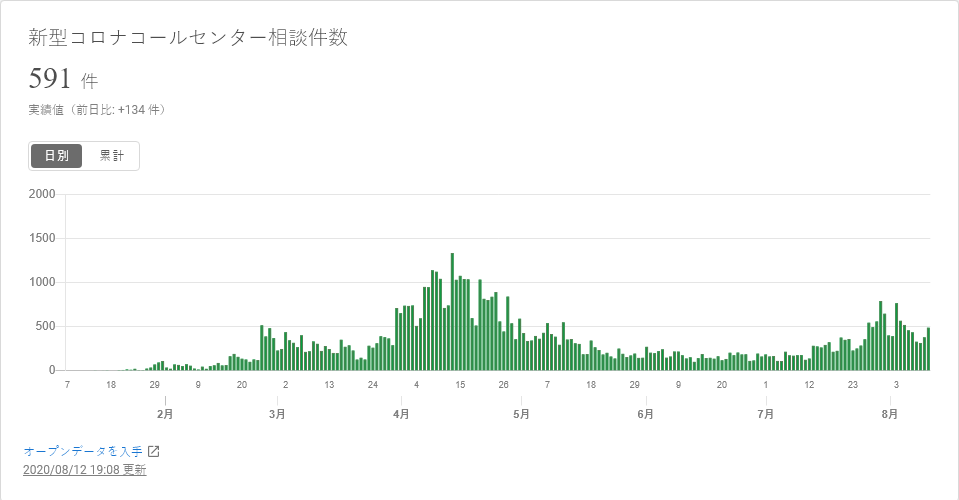 新型コロナコールセンター相談件数
591 件
実績値（前日比: +134 件）
日別 累計
2000
1500
1000
500
0
7 18 29 9 20 2 13 24 4 15 26 7 18 29 9 20 1 12 23 3
2月 3月 4月 5月 6月 7月 8月
オープンデータを入手
2020/08/12 19:08 更新